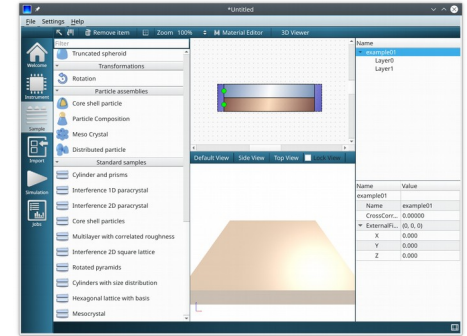 *Untitled
File Settings Help
Remove item Zoom 100% Material Editor 3D Viewer
Welcome
Instrument
Sample
Import
Simulation
Jobs
Filter
Truncated spheroid
Transformations
Rotation
Particle assemblies
Core shell particle
Particle Composition
Meso Crystal
Distributed particle
Standard samples
Cylinder and prisms
Interference 1D paracrystal
Interference 2D paracrystal
Core shell particles
Multilayer with correlated roughness
Interference 2D square lattice
Rotated pyramids
Cylinders with size distribution
Hexagonal lattice with basis
Mesocrystal
Default View Side View Top View Lock View
Name
example01
Layer0
Layer1
Name Value
example01
Name example01
CrossCorr... 0.00000
ExternalFi... (0, 0, 0)
X 0.000
Y 0.000
Z 0.000